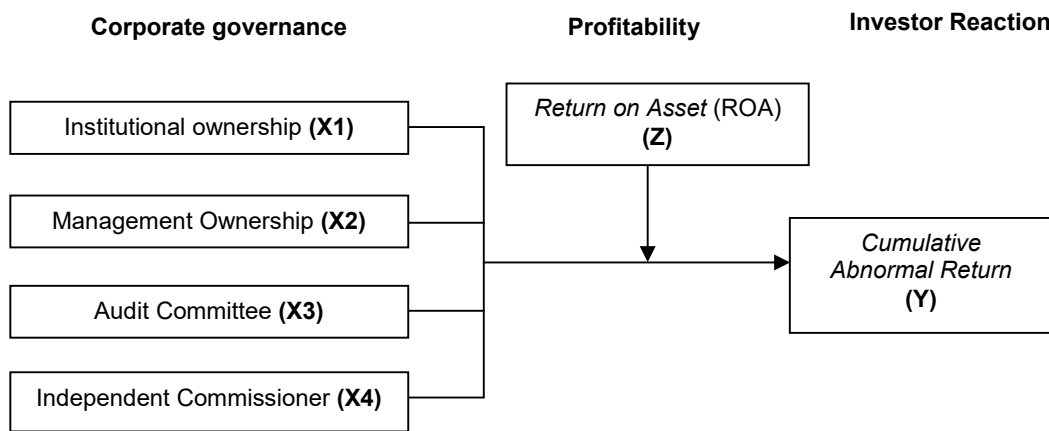 Corporate governance
Profitability
Investor Reaction
Institutional ownership (X1)
Management Ownership (X2)
Audit Committee (X3)
Independent Commissioner (X4)
Return on Asset (ROA)
(Z)
Cumulative
Abnormal Return
(Y)